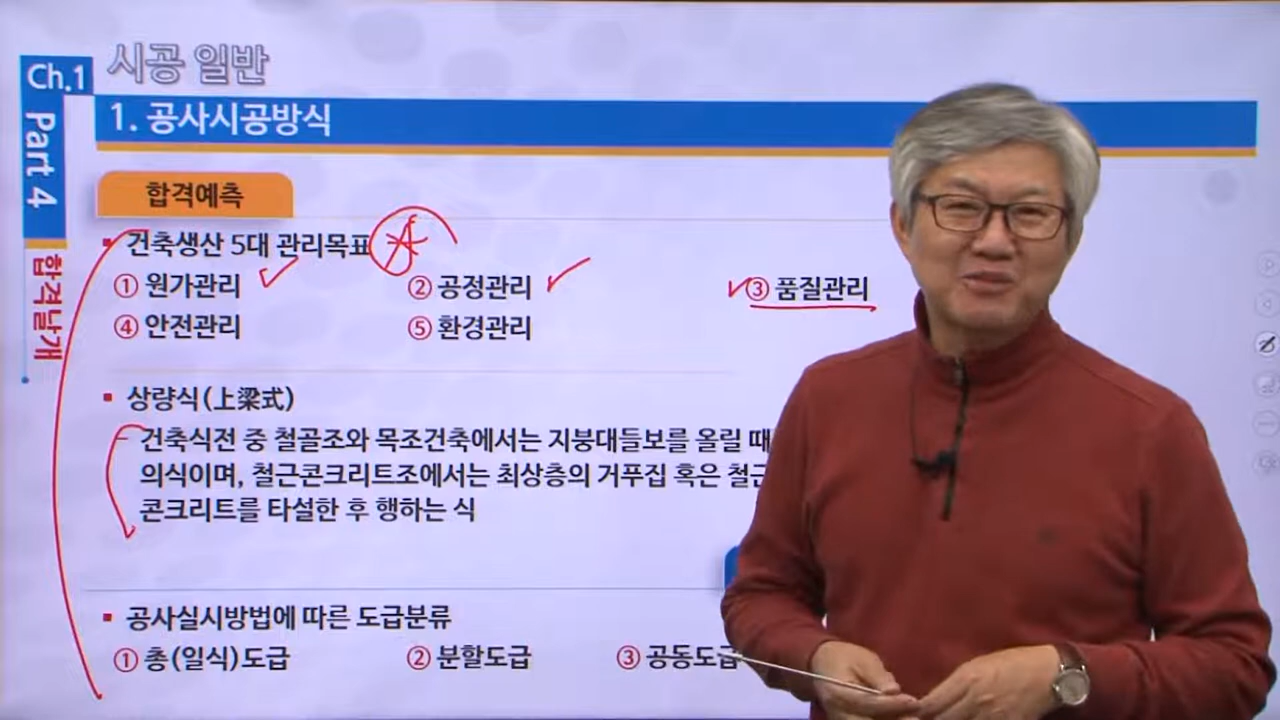 시공 일반
Ch.1
Part 4
합격날개
1. 공사시공방식
합격예측
▪ 건축생산 5대 관리목표
① 원가관리 ② 공정관리 ③ 품질관리
④ 안전관리 ⑤ 환경관리
▪ 상량식(上梁式)
- 건축식전 중 철골조와 목조건축에서는 지붕대들보를 올릴 때
의식이며, 철근콘크리트조에서는 최상층의 거푸집 혹은 철근
콘크리트를 타설한 후 행하는 식
▪ 공사실시방법에 따른 도급분류
① 총(일식)도급 ② 분할도급 ③ 공동도급